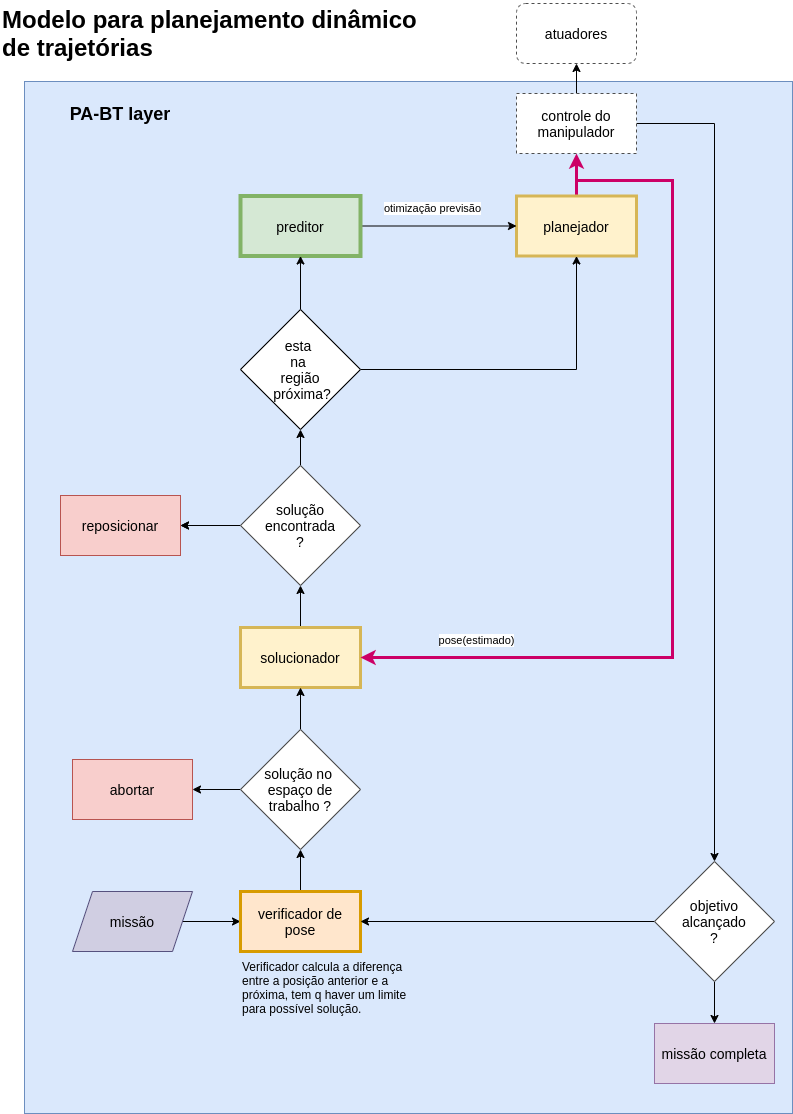 Modelo para planejamento dinâmico
de trajetórias
atuadores
PA-BT layer
controle do
manipulador
otimização previsão
preditor
planejador
esta
na
região
próxima?
solução
encontrada
?
reposicionar
pose(estimado)
solucionador
solução no
espaço de
trabalho ?
abortar
missão
verificador de
pose
objetivo
alcançado
?
Verificador calcula a diferença
entre a posição anterior e a
próxima, tem q haver um limite
para possível solução.
missão completa